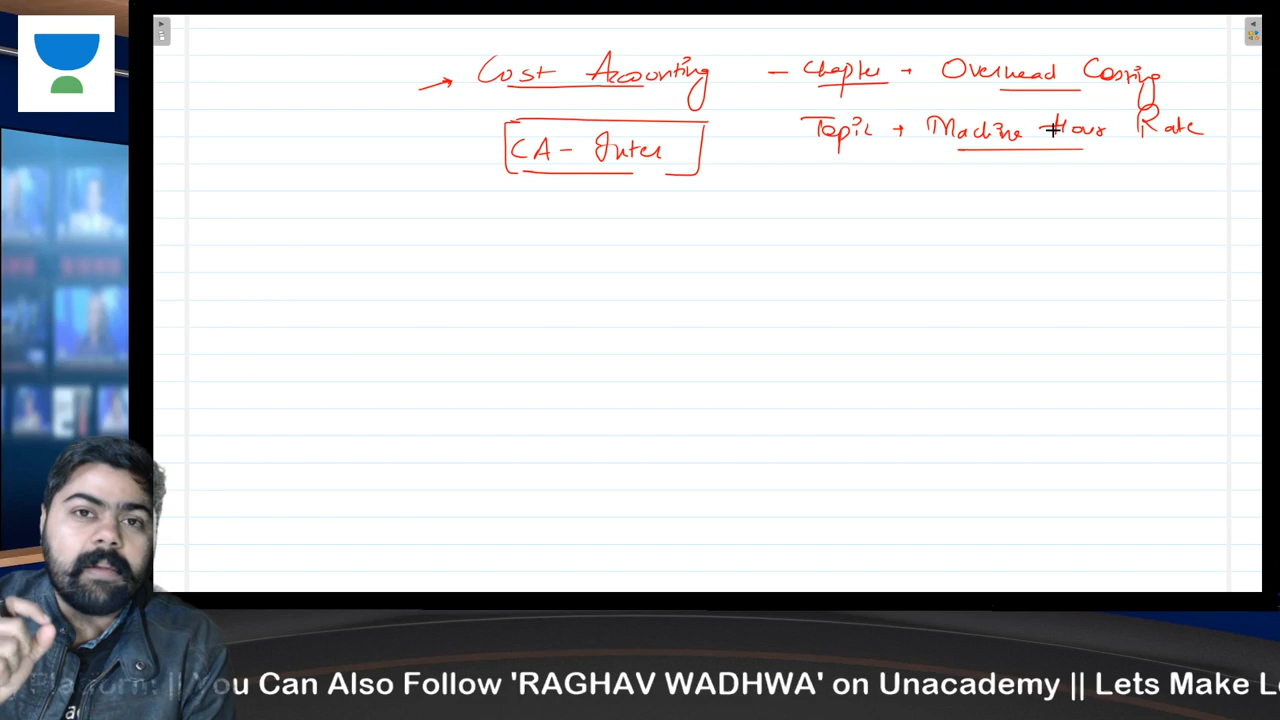 → Cost Accounting - Chapter → Overhead Costing
CA - Inter
Topic → Machine Hour Rate
You Can Also Follow 'RAGHAV WADHWA' on Unacademy || Lets Make